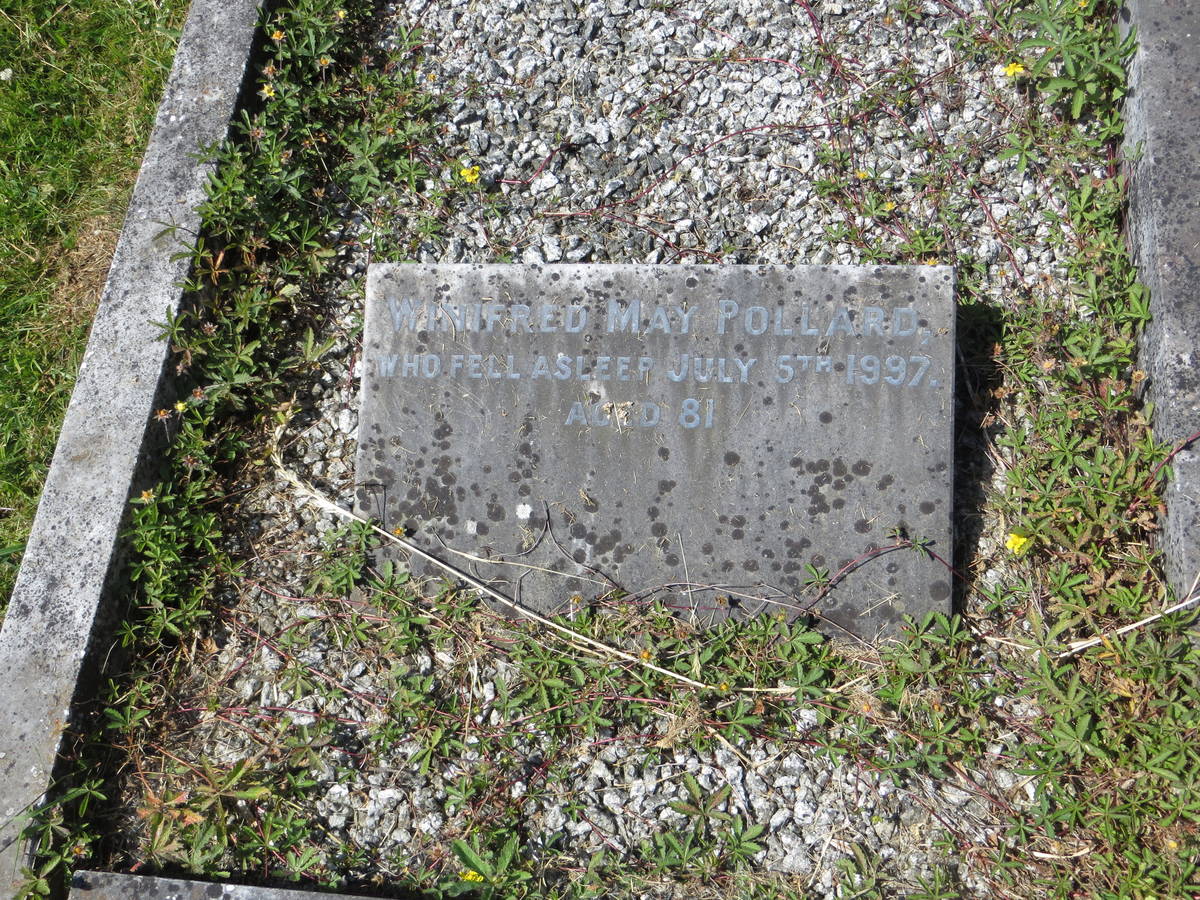 WINIFRED MAY POLLARD,
WHO FELL ASLEEP JULY 5TH 1997.
AGED 81